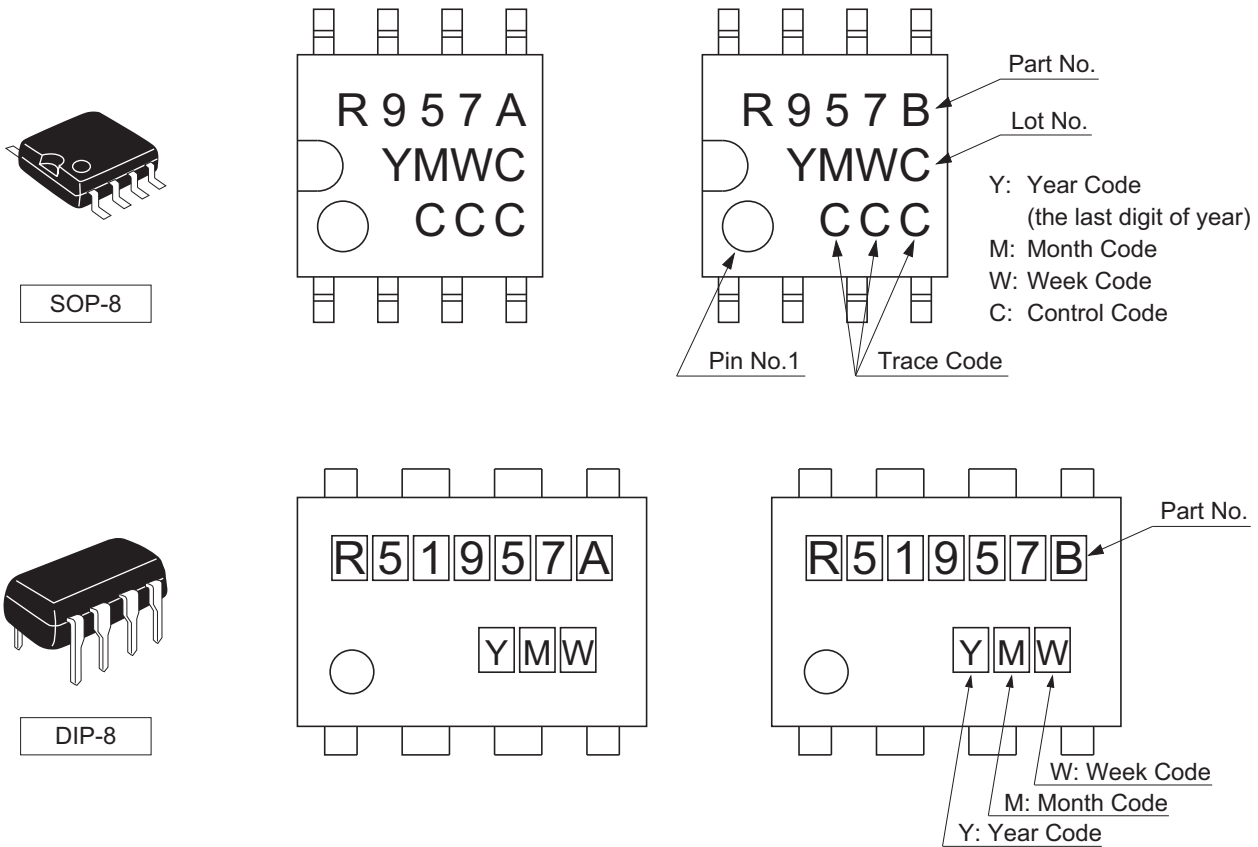 R957A
YMWC
CCC
R957B
YMWC
CCC
Part No.
Lot No.
Y: Year Code
(the last digit of year)
M: Month Code
W: Week Code
C: Control Code
SOP-8
Pin No.1
Trace Code
R51957A
YMW
R51957B
YMW
Part No.
DIP-8
W: Week Code
M: Month Code
Y: Year Code